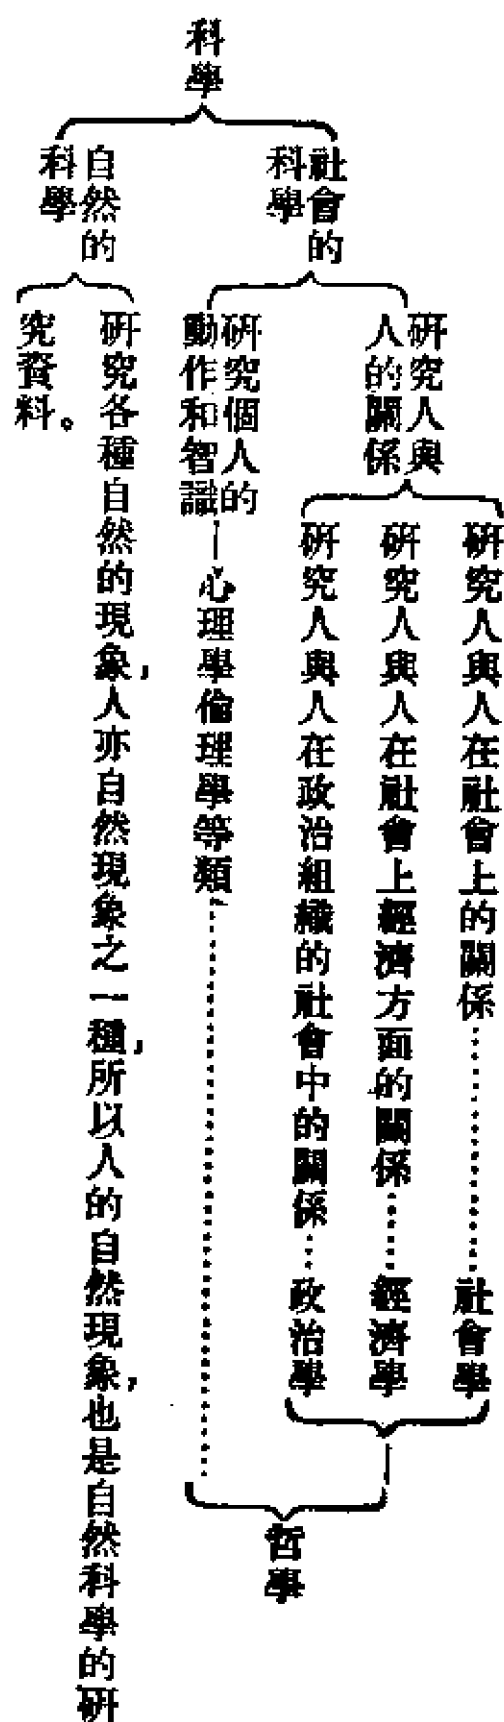 科學
社會的
科學
研究人與
人的關係
研究人與人在社會上的關係……社會學
研究人與人在社會上經濟方面的關係……經濟學
研究人與人在政治組織的社會中的關係…政治學
研究個人的
動作和智識—心理學倫理學等類……
哲學
自然的
科學
研究各種自然的現象,人亦自然現象之一種,所以人的自然現象,也是自然科學的研
究資料。